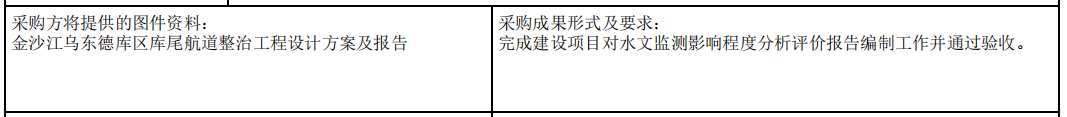 采购方将提供的图件资料：
金沙江乌东德库区库尾航道整治工程设计方案及报告
采购成果形式及要求：
完成建设项目对水文监测影响程度分析评价报告编制工作并通过验收。